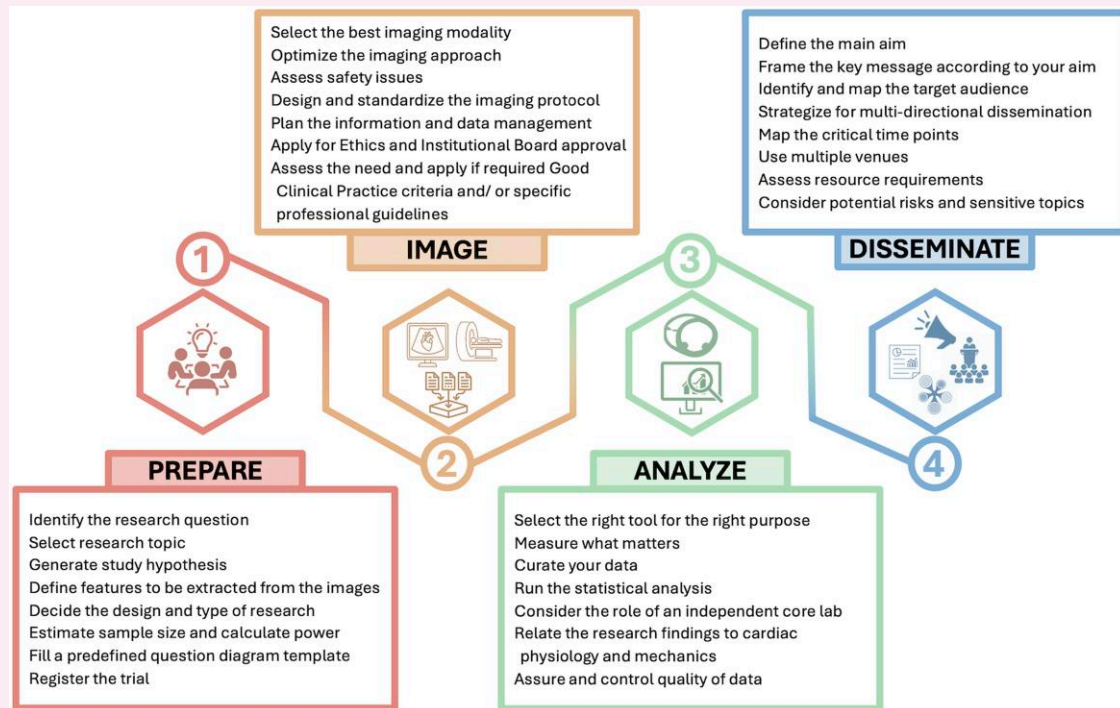 1
PREPARE
Identify the research question
Select research topic
Generate study hypothesis
Define features to be extracted from the images
Decide the design and type of research
Estimate sample size and calculate power
Fill a predefined question diagram template
Register the trial
Select the best imaging modality
Optimize the imaging approach
Assess safety issues
Design and standardize the imaging protocol
Plan the information and data management
Apply for Ethics and Institutional Board approval
Assess the need and apply if required Good
Clinical Practice criteria and/ or specific
professional guidelines
IMAGE
2
3
ANALYZE
Select the right tool for the right purpose
Measure what matters
Curate your data
Run the statistical analysis
Consider the role of an independent core lab
Relate the research findings to cardiac
physiology and mechanics
Assure and control quality of data
Define the main aim
Frame the key message according to your aim
Identify and map the target audience
Strategize for multi-directional dissemination
Map the critical time points
Use multiple venues
Assess resource requirements
Consider potential risks and sensitive topics
DISSEMINATE
4